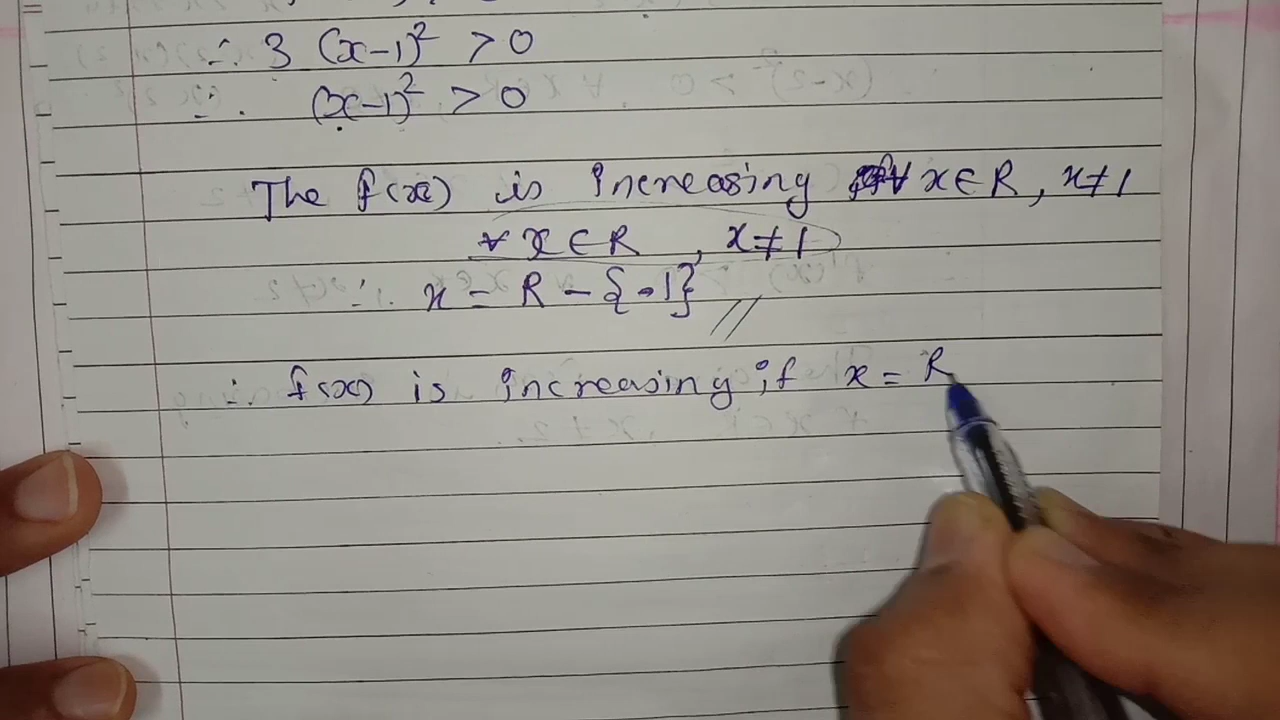 ∴ 3 (x-1)² > 0
∴ (x-1)² > 0
The f(x) is increasing ∀ x∈R, x≠1
∀ x∈R , x≠1
x = R - {1}
∴ f(x) is increasing if x = R